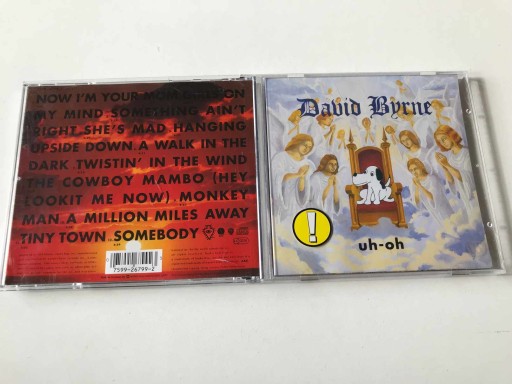 NOW I'M YOUR MOM GIRLS ON
MY MIND SOMETHING AIN'T
RIGHT SHE'S MAD HANGING
UPSIDE DOWN A WALK IN THE
DARK TWISTIN' IN THE WIND
THE COWBOY MAMBO (HEY
LOOKIT ME NOW) MONKEY
MAN A MILLION MILES AWAY
TINY TOWN SOMEBODY
7599-26799-2
David Byrne
!
uh-oh